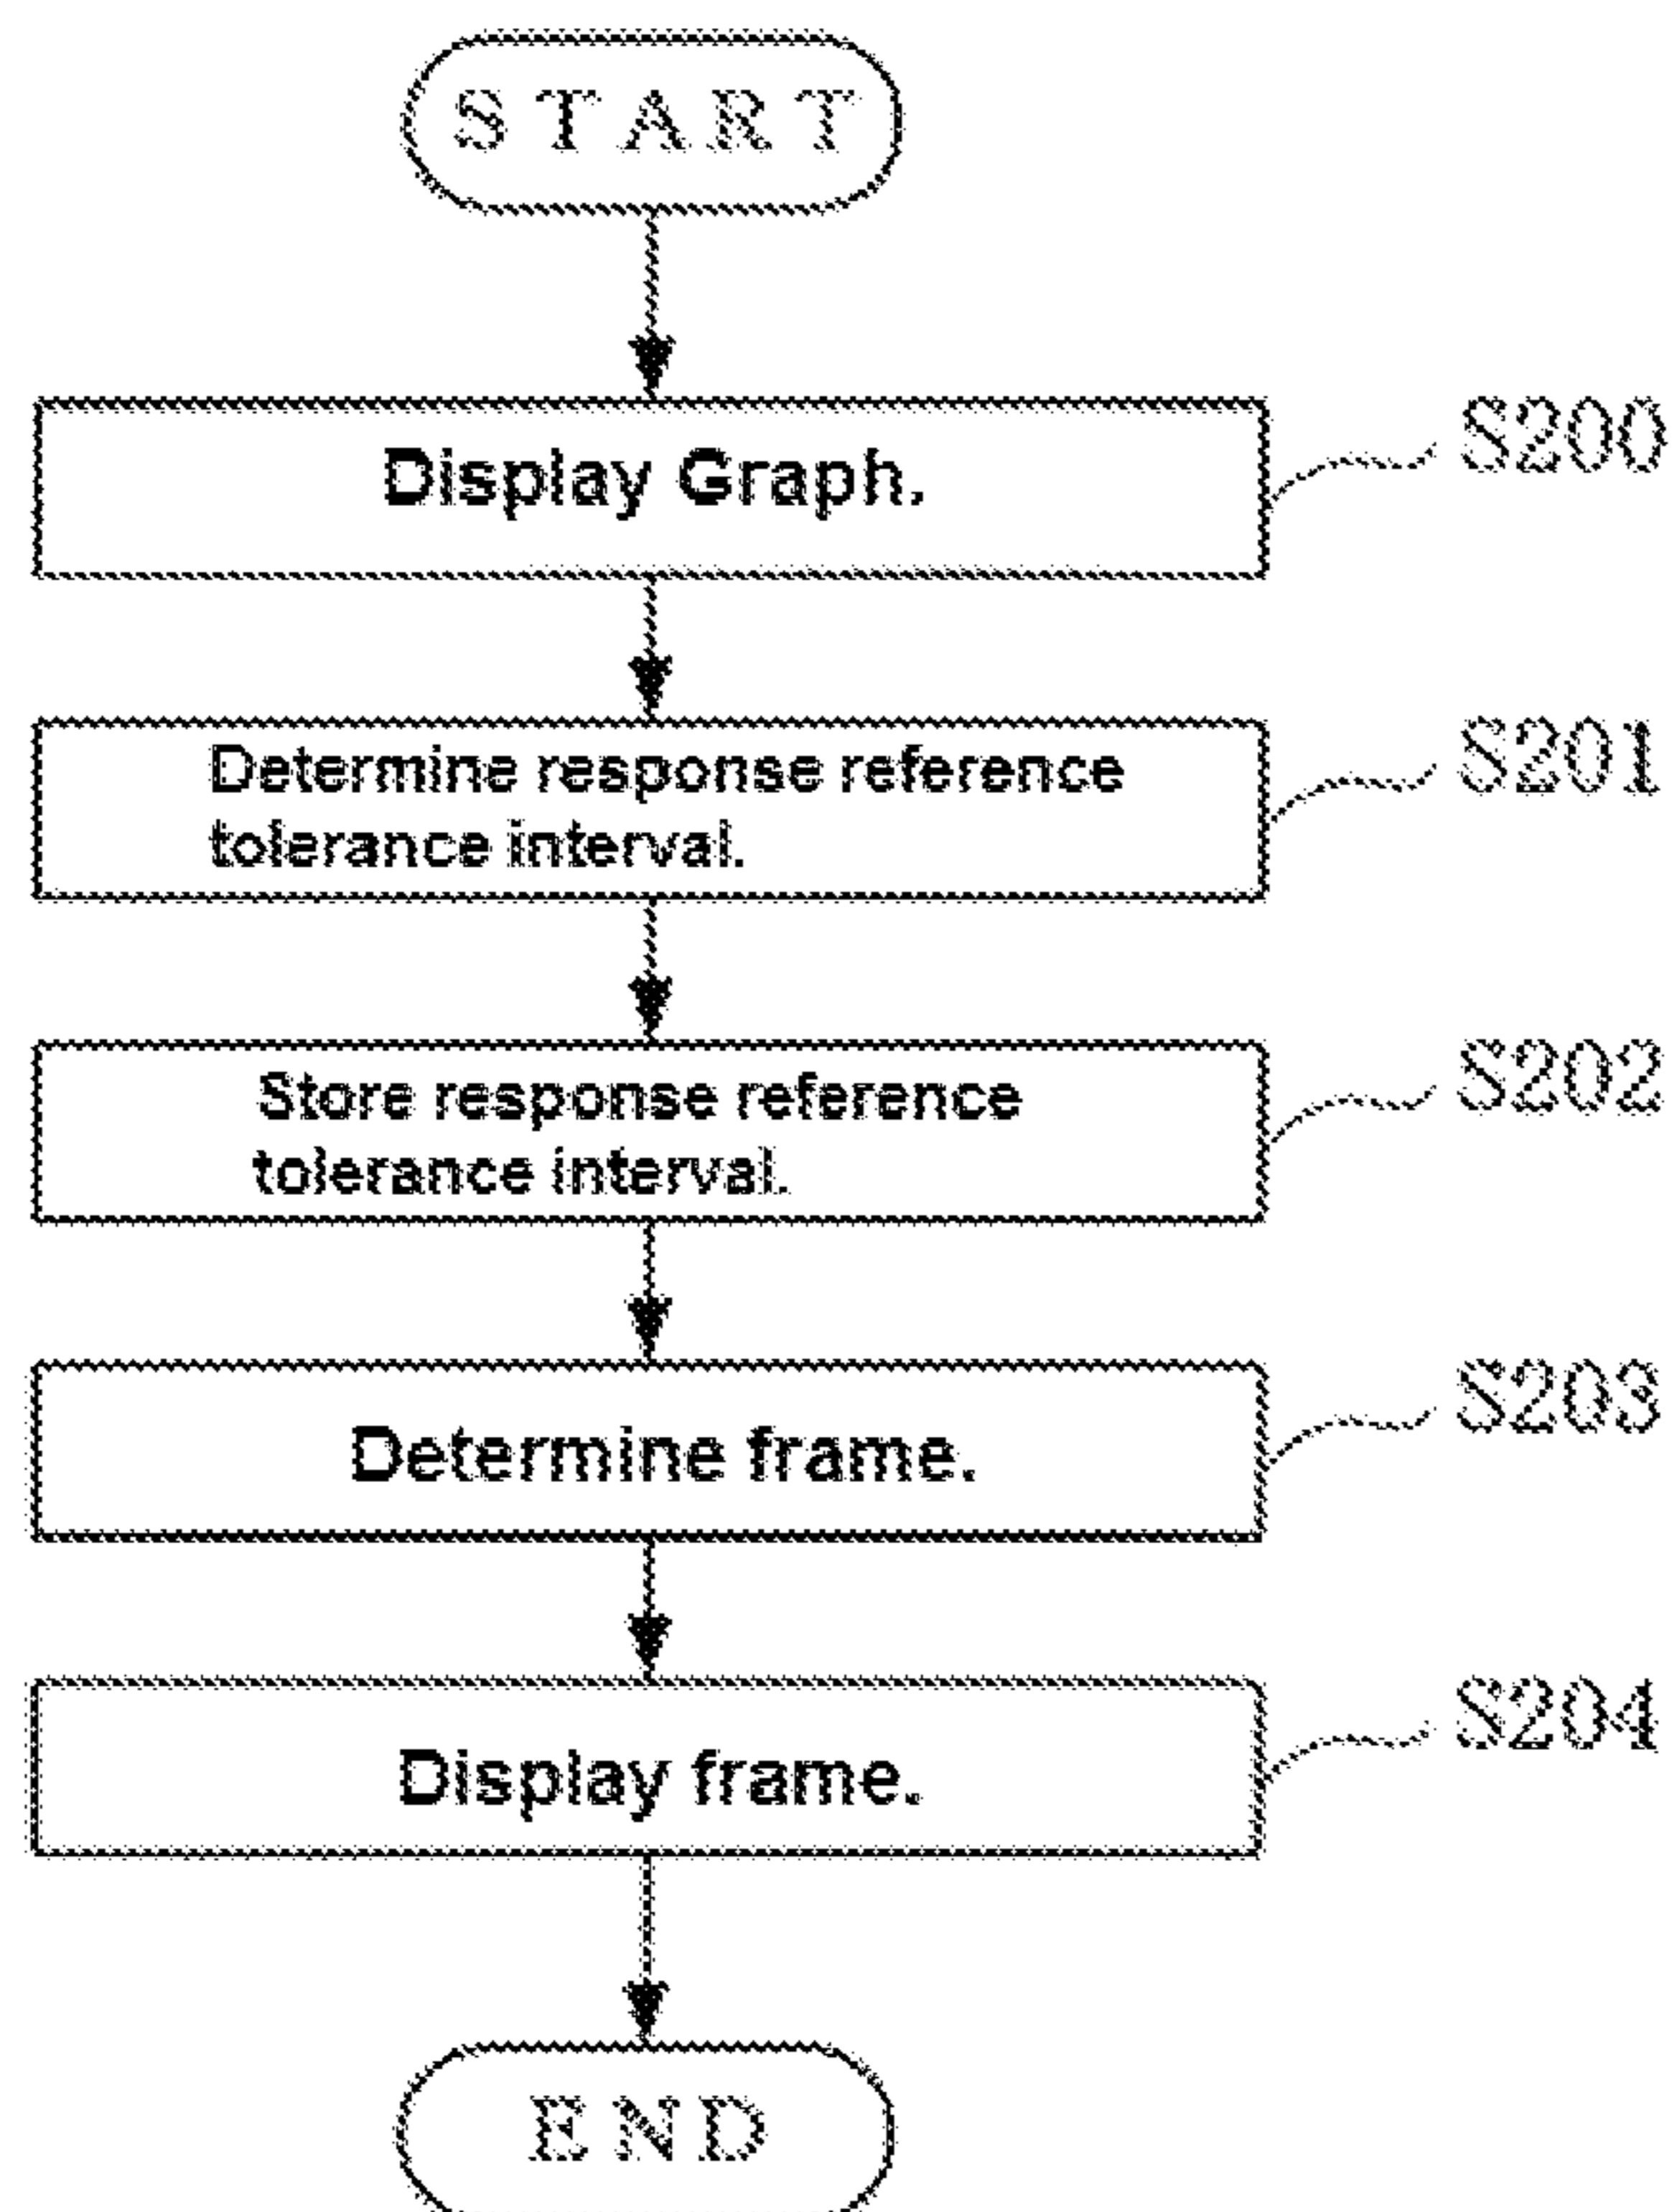 START
Display Graph.
S200
Determine response reference
tolerance interval.
S201
Store response reference
tolerance interval.
S202
Determine frame.
S203
Display frame.
S204
END